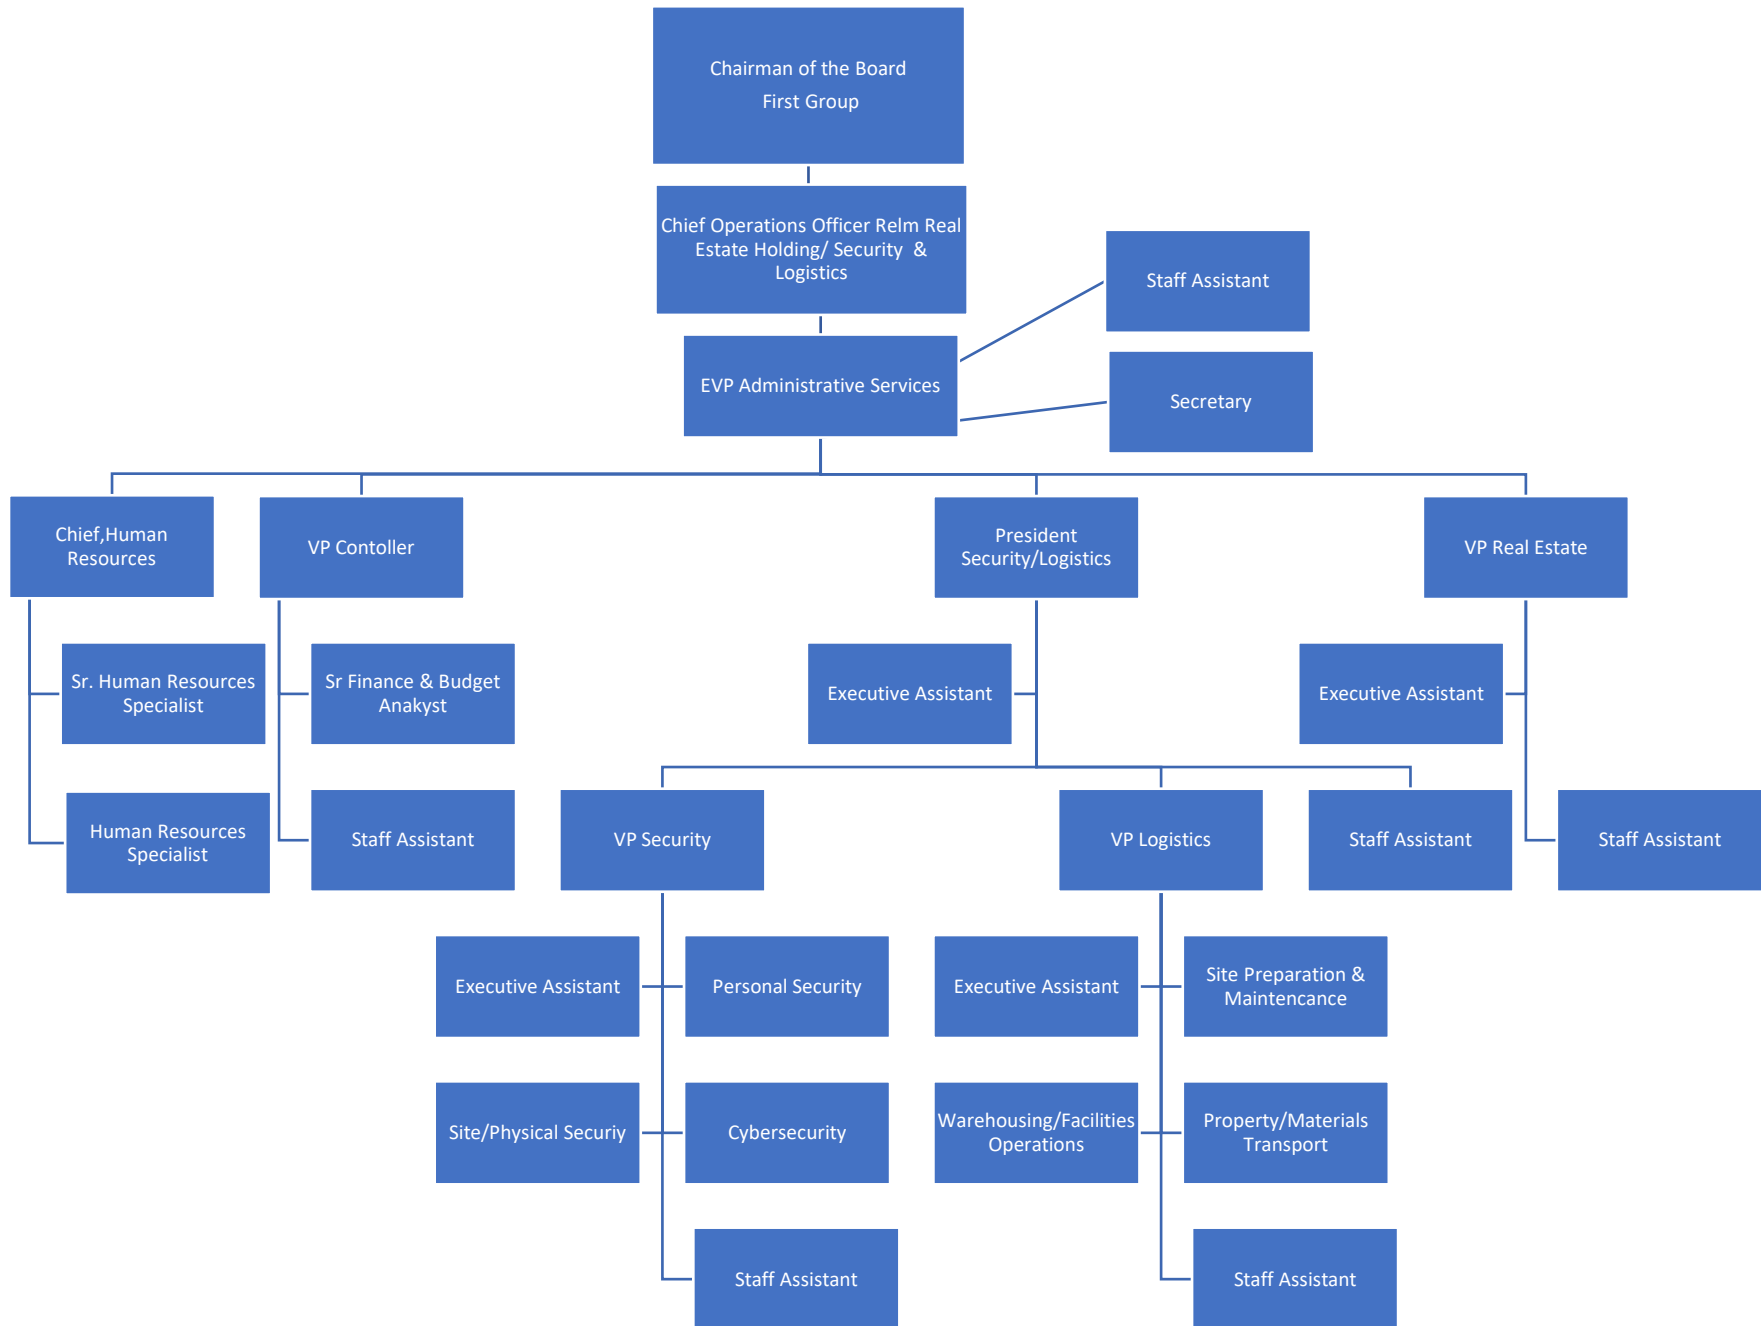 Chairman of the Board
First Group
Chief Operations Officer Relm Real
Estate Holding/ Security &
Logistics
Staff Assistant
EVP Administrative Services
Secretary
Chief,Human
Resources
VP Contoller
President
Security/Logistics
VP Real Estate
Sr. Human Resources
Specialist
Sr Finance & Budget
Anakyst
Executive Assistant
Executive Assistant
Human Resources
Specialist
Staff Assistant
VP Security
VP Logistics
Staff Assistant
Staff Assistant
Executive Assistant
Personal Security
Executive Assistant
Site Preparation &
Maintencance
Site/Physical Securiy
Cybersecurity
Warehousing/Facilities
Operations
Property/Materials
Transport
Staff Assistant
Staff Assistant